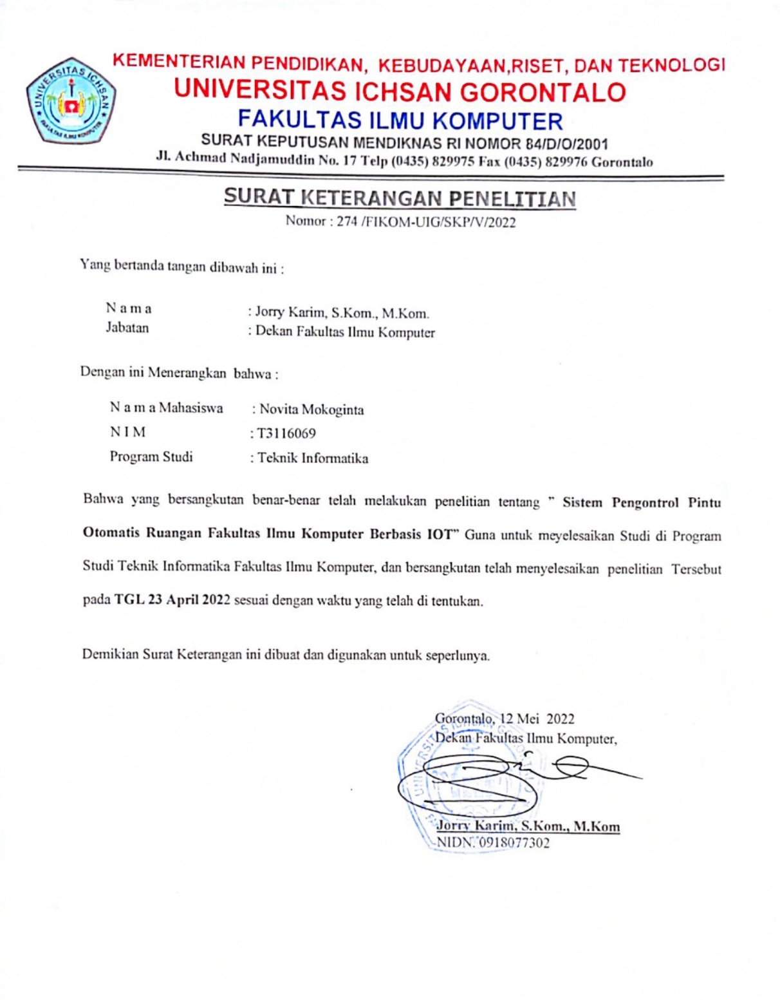 KEMENTERIAN PENDIDIKAN, KEBUDAYAAN,RISET, DAN TEKNOLOGI
UNIVERSITAS ICHSAN GORONTALO
FAKULTAS ILMU KOMPUTER
SURAT KEPUTUSAN MENDIKNAS RI NOMOR 84/D/O/2001
Jl. Achmad Nadjamuddin No. 17 Telp (0435) 829975 Fax (0435) 829976 Gorontalo
UNIVERSITAS ICHSAN
FAKULTAS ILMU KOMPUTER
SURAT KETERANGAN PENELITIAN
Nomor : 274 /FIKOM-UIG/SKP/V/2022
Yang bertanda tangan dibawah ini :
N a m a : Jorry Karim, S.Kom., M.Kom.
Jabatan : Dekan Fakultas Ilmu Komputer
Dengan ini Menerangkan bahwa :
N a m a Mahasiswa : Novita Mokoginta
N I M : T3116069
Program Studi : Teknik Informatika
Bahwa yang bersangkutan benar-benar telah melakukan penelitian tentang ” Sistem Pengontrol Pintu
Otomatis Ruangan Fakultas Ilmu Komputer Berbasis IOT” Guna untuk meyelesaikan Studi di Program
Studi Teknik Informatika Fakultas Ilmu Komputer, dan bersangkutan telah menyelesaikan penelitian Tersebut
pada TGL 23 April 2022 sesuai dengan waktu yang telah di tentukan.
Demikian Surat Keterangan ini dibuat dan digunakan untuk seperlunya.
Gorontalo, 12 Mei 2022
Dekan Fakultas Ilmu Komputer,
UNIVERSITAS ICHSAN GORONTALO
Jorry Karim, S.Kom., M.Kom
NIDN. 0918077302